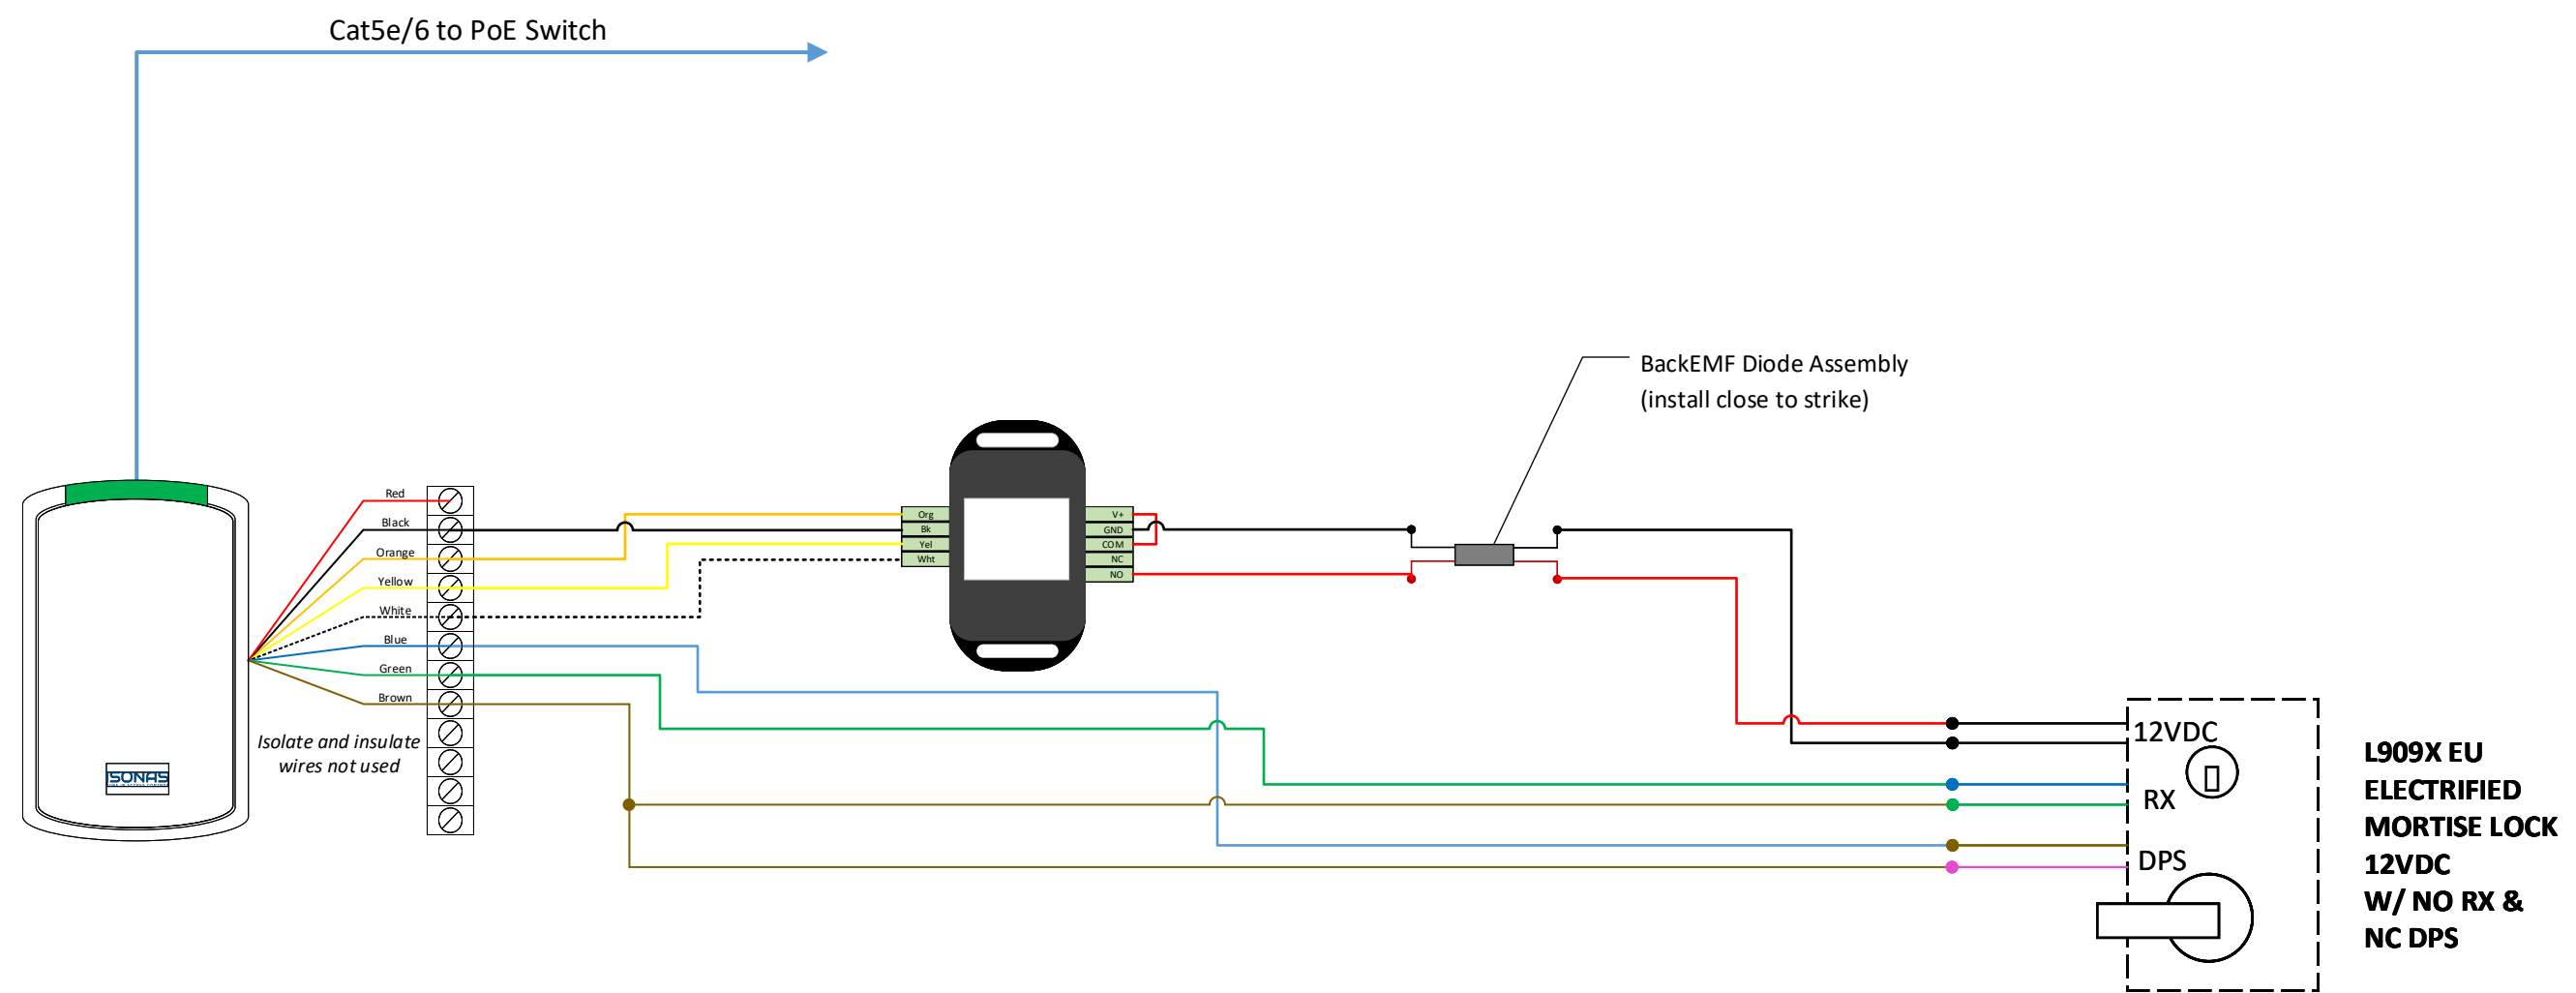 Cat5e/6 to PoE Switch
BackEMF Diode Assembly
(install close to strike)
Red
Black
Orange
Yellow
White
Blue
Green
Brown
Isolate and insulate
wires not used
ISONAS
Org
Bk
Yel
Wht
V+
GND
COM
NC
NO
12VDC
RX
DPS
L909X EU
ELECTRIFIED
MORTISE LOCK
12VDC
W/ NO RX &
NC DPS